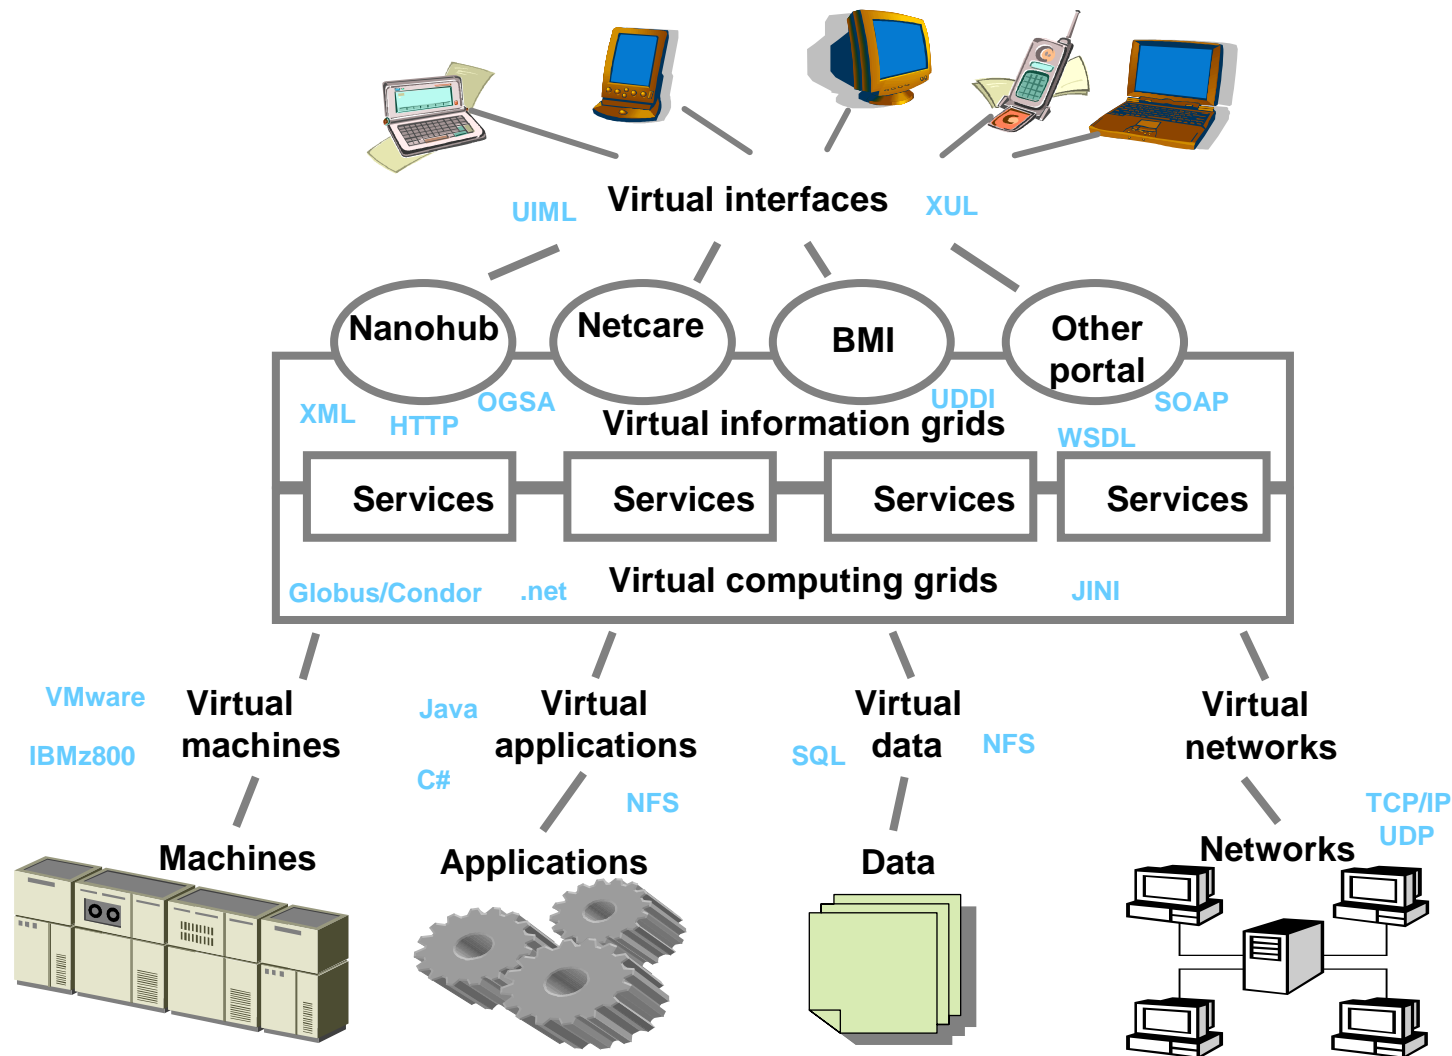 UIML
Virtual interfaces
XUL
Nanohub
Netcare
BMI
Other
portal
XML
HTTP
OGSA
Virtual information grids
UDDI
WSDL
SOAP
Services
Services
Services
Services
Globus/Condor
.net
Virtual computing grids
JINI
VMware
IBMz800
Virtual
machines
Java
C#
Virtual
applications
NFS
SQL
Virtual
data
NFS
Virtual
networks
TCP/IP
UDP
Machines
Applications
Data
Networks